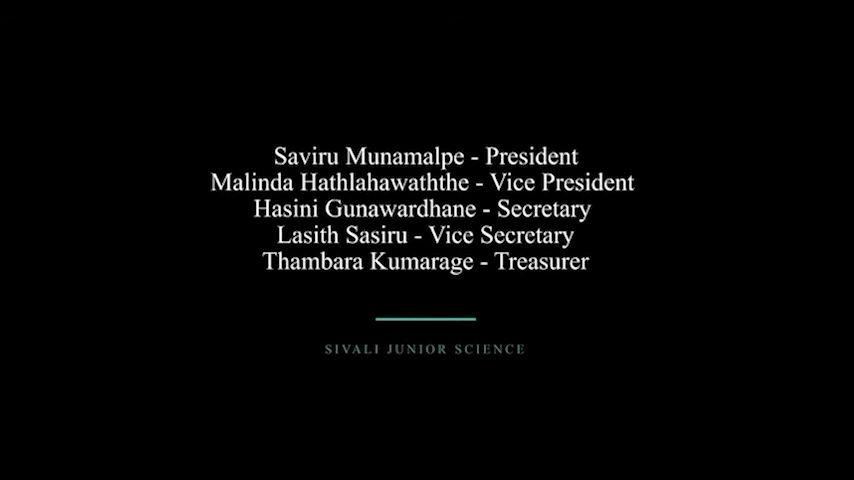 Saviru Munamalpe - President
Malinda Hathlahawaththe - Vice President
Hasini Gunawardhane - Secretary
Lasith Sasiru - Vice Secretary
Thambara Kumarage - Treasurer
SIVALI JUNIOR SCIENCE